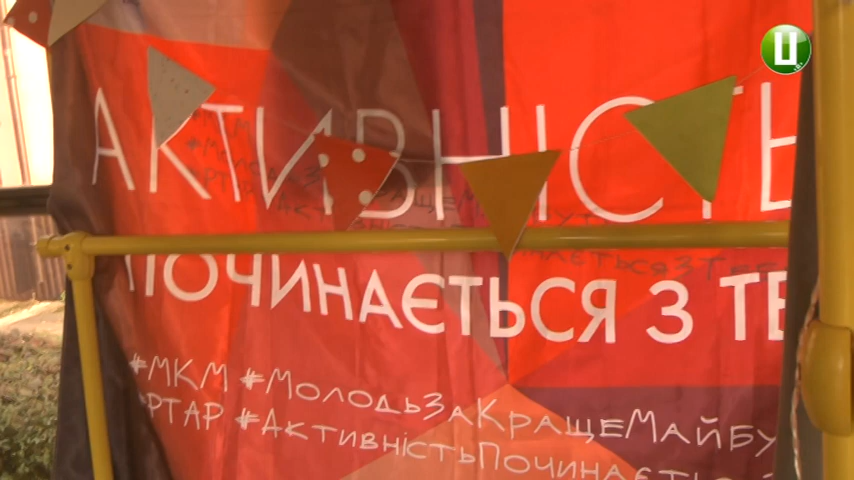 Ц
АКТИВНІСТЬ
ПОЧИНАЄТЬСЯ З ТЕ
#МКМ #МолодьЗаКращеМайбу
#АктивністьПочинаєтьс